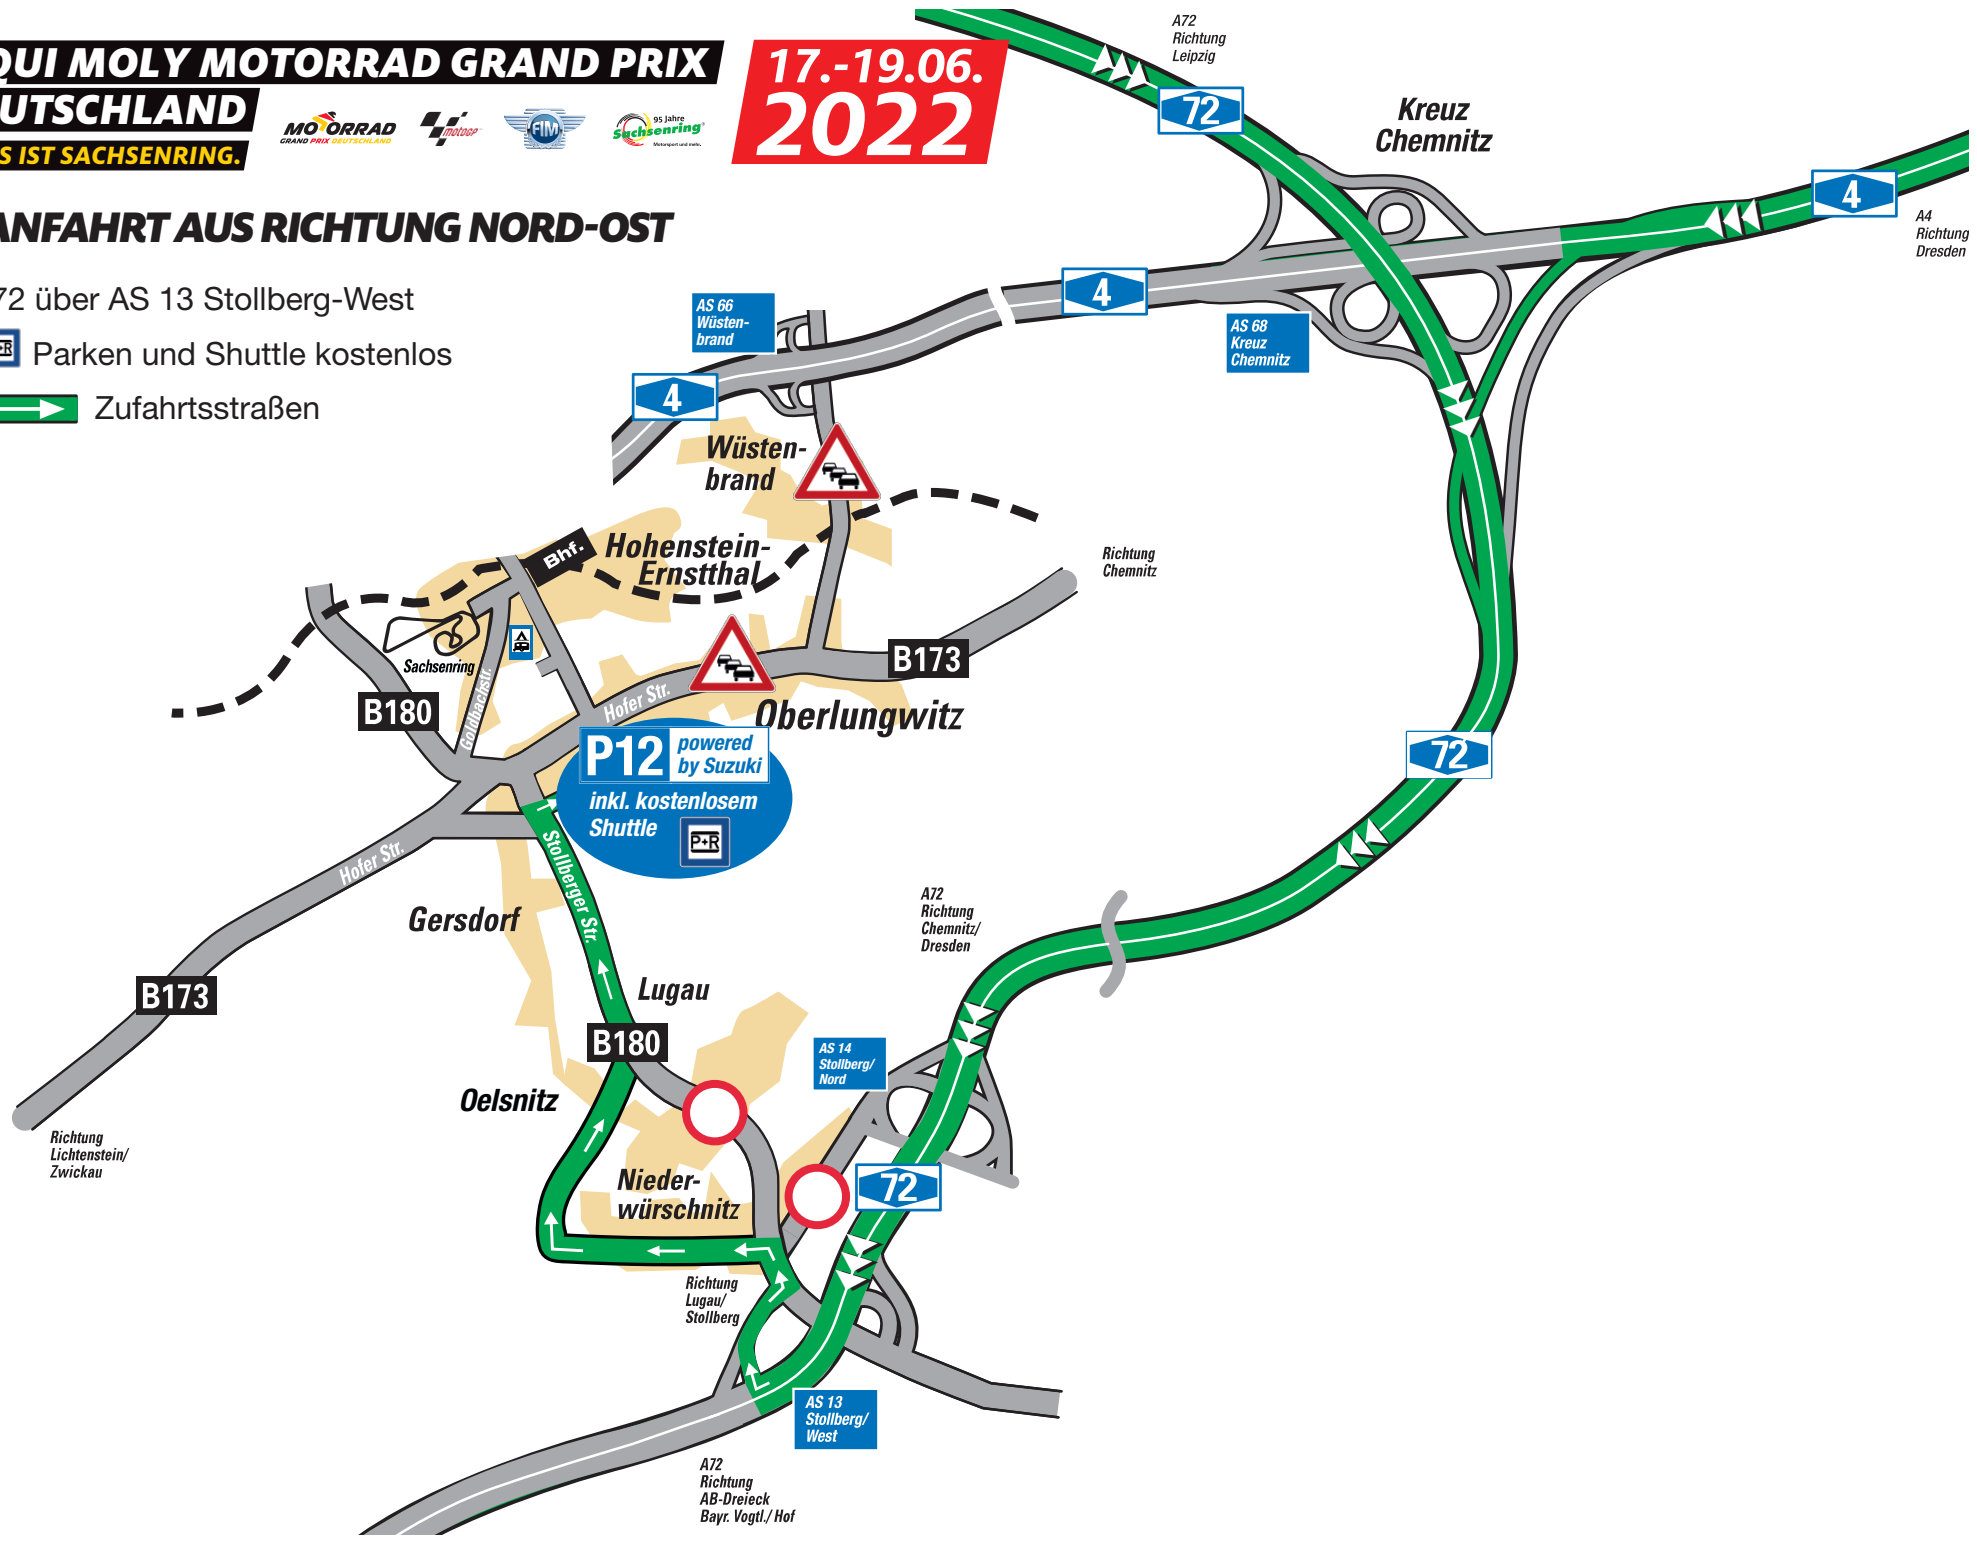 QUI MOLY MOTORRAD GRAND PRIX
UTSCHLAND
S IST SACHSENRING.
MOTORRAD
GRAND PRIX DEUTSCHLAND
MotoGP
FIM
95 Jahre
Sachsenring
Motorsport und mehr.
17.-19.06.
2022
ANFAHRT AUS RICHTUNG NORD-OST
72 über AS 13 Stollberg-West
Parken und Shuttle kostenlos
Zufahrtsstraßen
A72
Richtung
Leipzig
72
Kreuz
Chemnitz
4
A4
Richtung
Dresden
4
AS 68
Kreuz
Chemnitz
AS 66
Wüsten-
brand
4
Wüsten-
brand
Bhf.
Hohenstein-
Ernstthal
Richtung
Chemnitz
Sachsenring
Goldbachstr.
B180
Hofer Str.
B173
Oberlungwitz
P12
powered
by Suzuki
inkl. kostenlosem
Shuttle
P+R
72
Hofer Str.
Stollberger Str.
Gersdorf
B173
Richtung
Lichtenstein/
Zwickau
Lugau
B180
Oelsnitz
A72
Richtung
Chemnitz/
Dresden
AS 14
Stollberg/
Nord
72
Nieder-
würschnitz
Richtung
Lugau/
Stollberg
AS 13
Stollberg/
West
A72
Richtung
AB-Dreieck
Bayr. Vogtl./ Hof